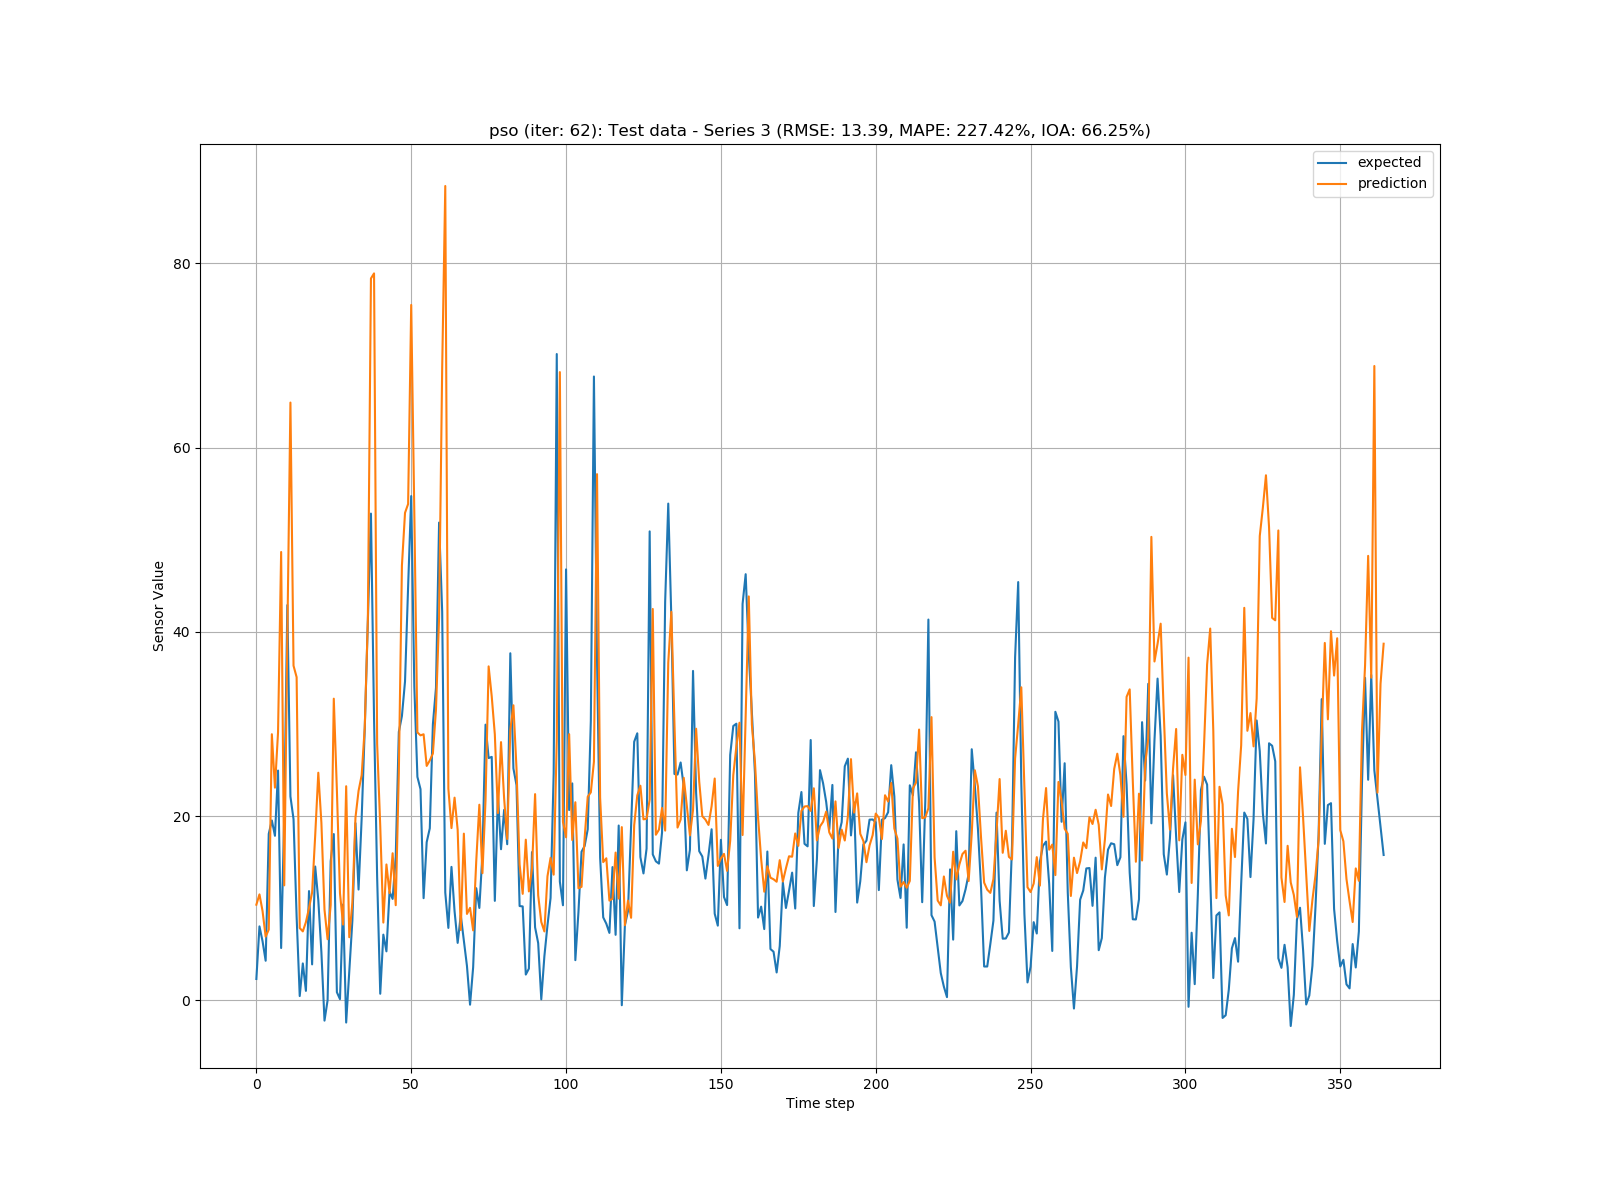 pso (iter: 62): Test data - Series 3 (RMSE: 13.39, MAPE: 227.42%, IOA: 66.25%)
expected
prediction
80
60
40
20
0
Sensor Value
0 50 100 150 200 250 300 350
Time step